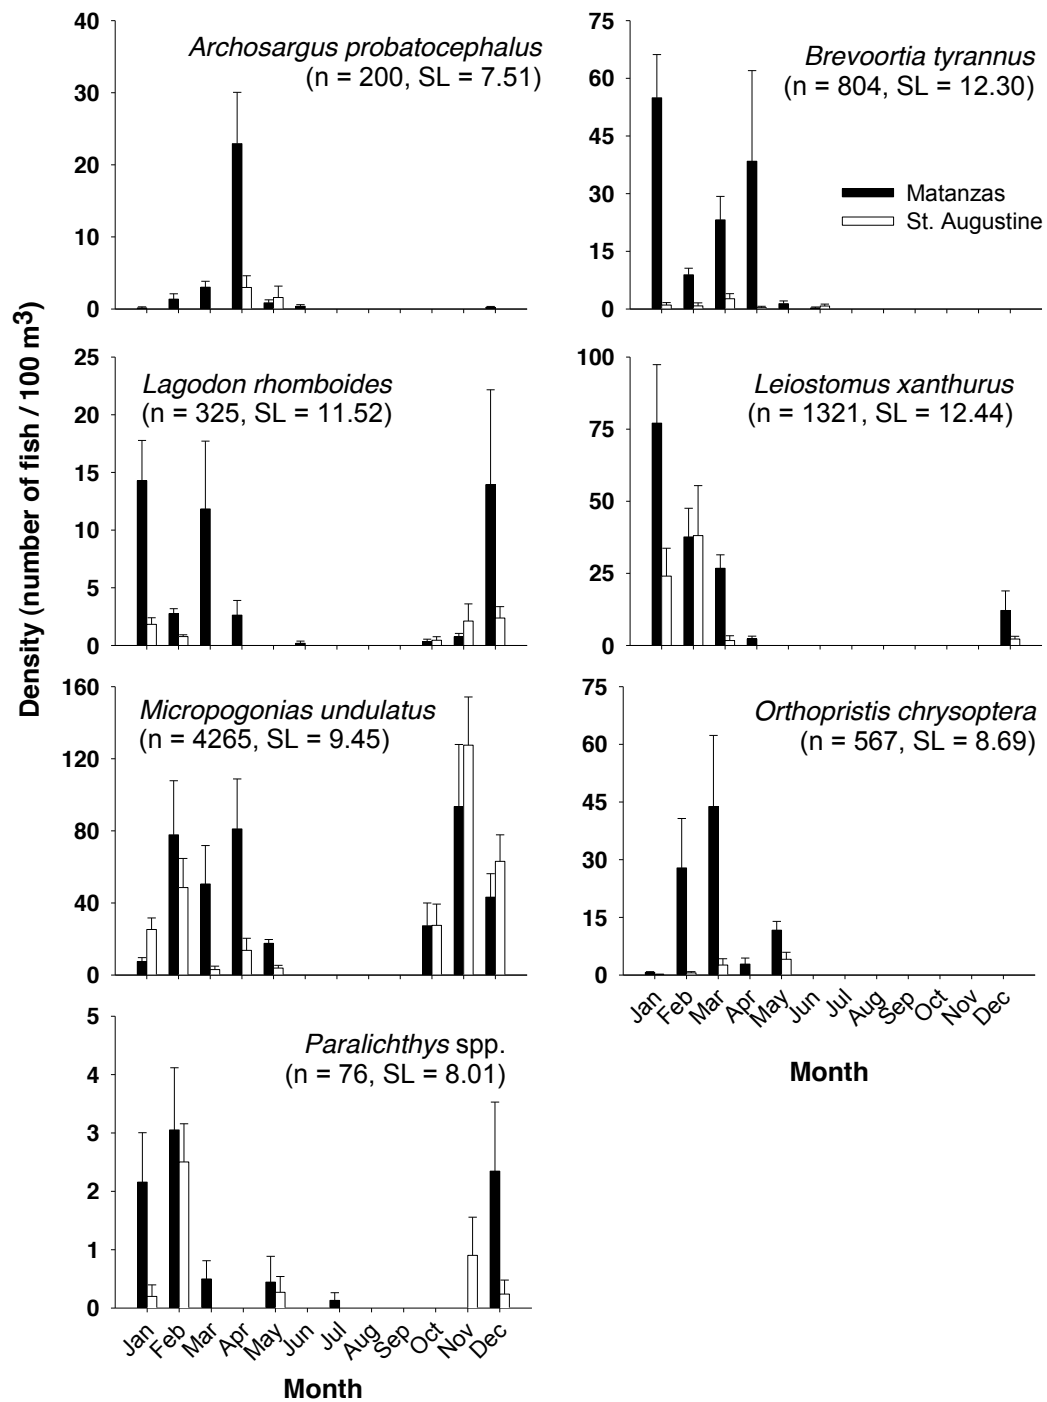 Density (number of fish / 100 m3)
40
30
20
10
0
Archosargus probatocephalus
(n = 200, SL = 7.51)
75
60
45
30
15
0
Brevoortia tyrannus
(n = 804, SL = 12.30)
Matanzas
St. Augustine
25
20
15
10
5
0
Lagodon rhomboides
(n = 325, SL = 11.52)
100
75
50
25
0
Leiostomus xanthurus
(n = 1321, SL = 12.44)
160
120
80
40
0
Micropogonias undulatus
(n = 4265, SL = 9.45)
75
60
45
30
15
0
Orthopristis chrysoptera
(n = 567, SL = 8.69)
Jan Feb Mar Apr May Jun Jul Aug Sep Oct Nov Dec
Month
5
4
3
2
1
0
Paralichthys spp.
(n = 76, SL = 8.01)
Jan Feb Mar Apr May Jun Jul Aug Sep Oct Nov Dec
Month